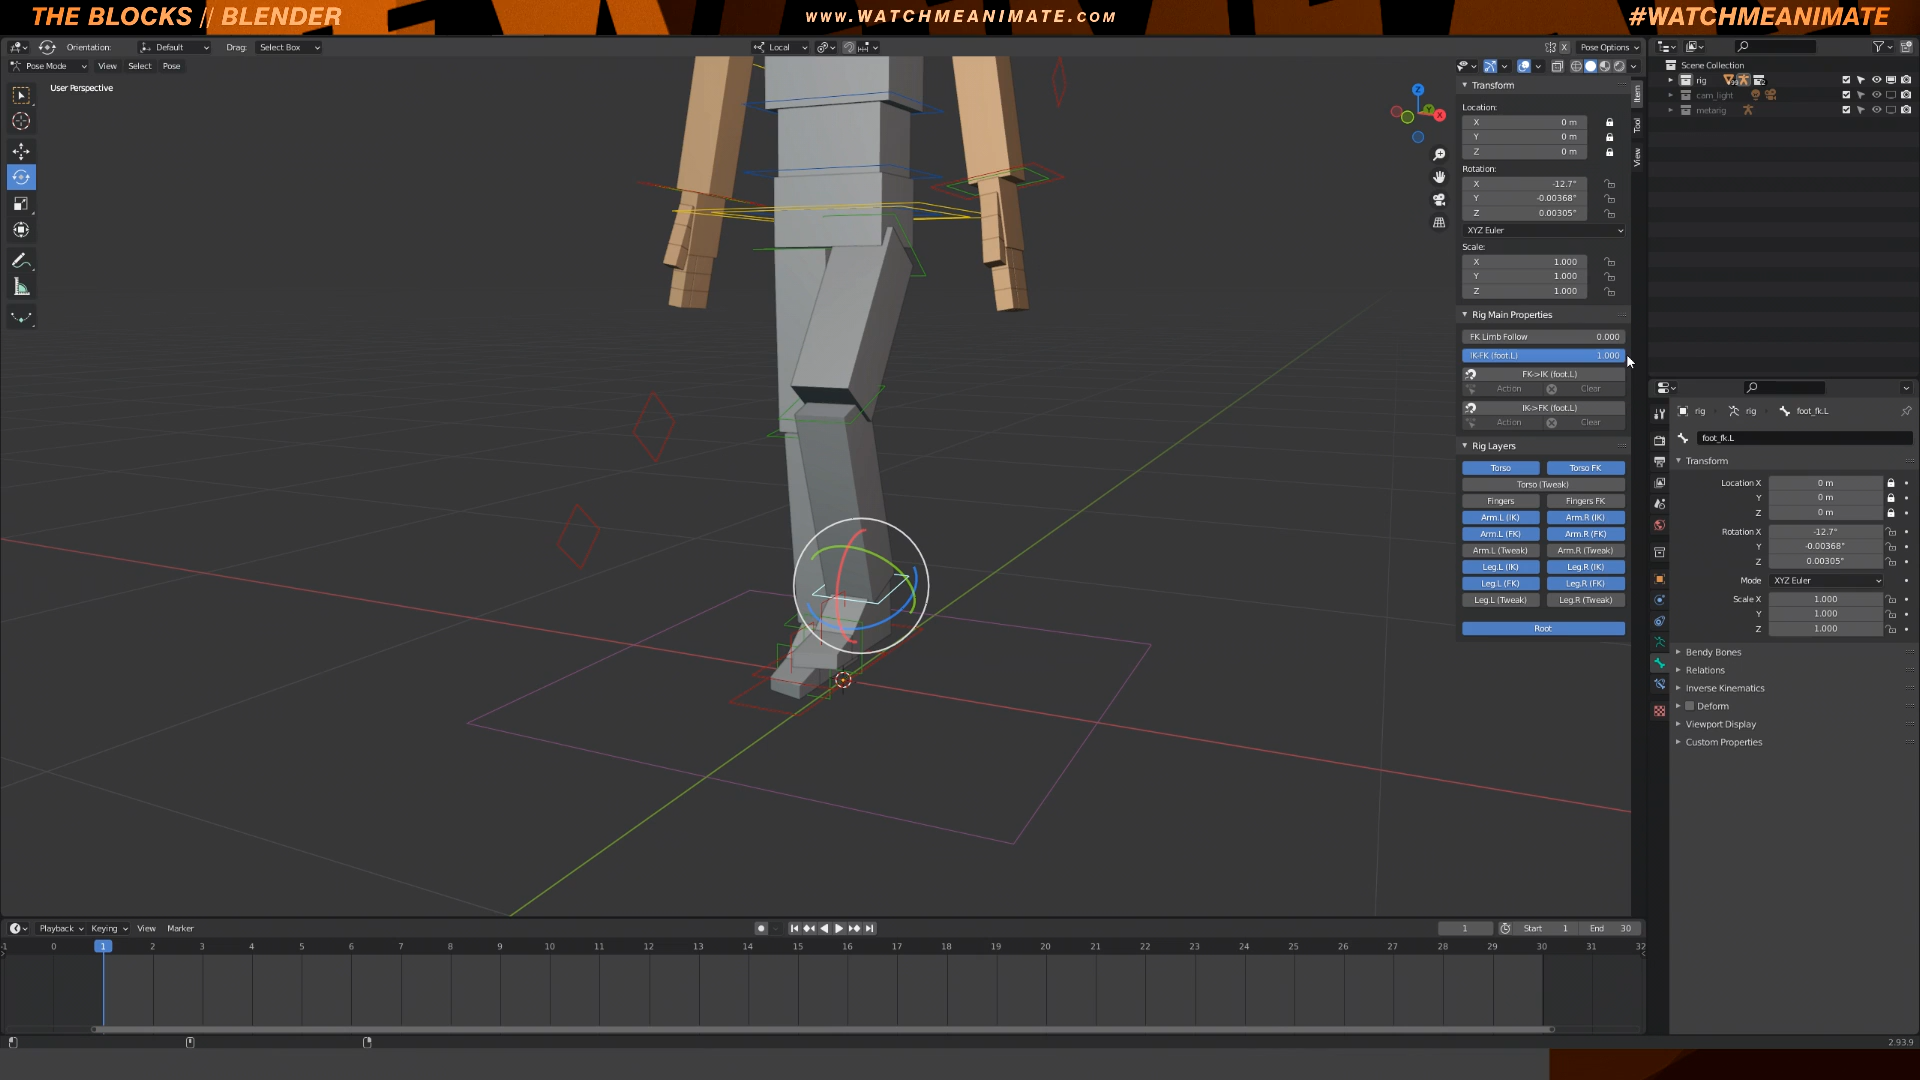 THE BLOCKS // BLENDER
WWW.WATCHMEANIMATE.COM
#WATCHMEANIMATE
Orientation: Default Drag: Select Box
Local
X Pose Options
Pose Mode View Select Pose
User Perspective
Z
X
Transform
Location:
X 0 m
Y 0 m
Z 0 m
Rotation:
X -12.7°
Y -0.00368°
Z 0.00305°
XYZ Euler
Scale:
X 1.000
Y 1.000
Z 1.000
Rig Main Properties
FK Limb Follow 0.000
IK-FK (foot.L) 1.000
FK->IK (foot.L)
Action Clear
IK->FK (foot.L)
Action Clear
Rig Layers
Torso Torso FK
Torso (Tweak)
Fingers Fingers FK
Arm.L (IK) Arm.R (IK)
Arm.L (FK) Arm.R (FK)
Arm.L (Tweak) Arm.R (Tweak)
Leg.L (IK) Leg.R (IK)
Leg.L (FK) Leg.R (FK)
Leg.L (Tweak) Leg.R (Tweak)
Root
Item
Tool
View
Scene Collection
rig
cam_light
metarig
rig rig foot_fk.L
foot_fk.L
Transform
Location X 0 m
Y 0 m
Z 0 m
Rotation X -12.7°
Y -0.00368°
Z 0.00305°
Mode XYZ Euler
Scale X 1.000
Y 1.000
Z 1.000
Bendy Bones
Relations
Inverse Kinematics
Deform
Viewport Display
Custom Properties
Playback Keying View Marker
1 Start 1 End 30
-1 0 1 2 3 4 5 6 7 8 9 10 11 12 13 14 15 16 17 18 19 20 21 22 23 24 25 26 27 28 29 30 31 32
2.93.9